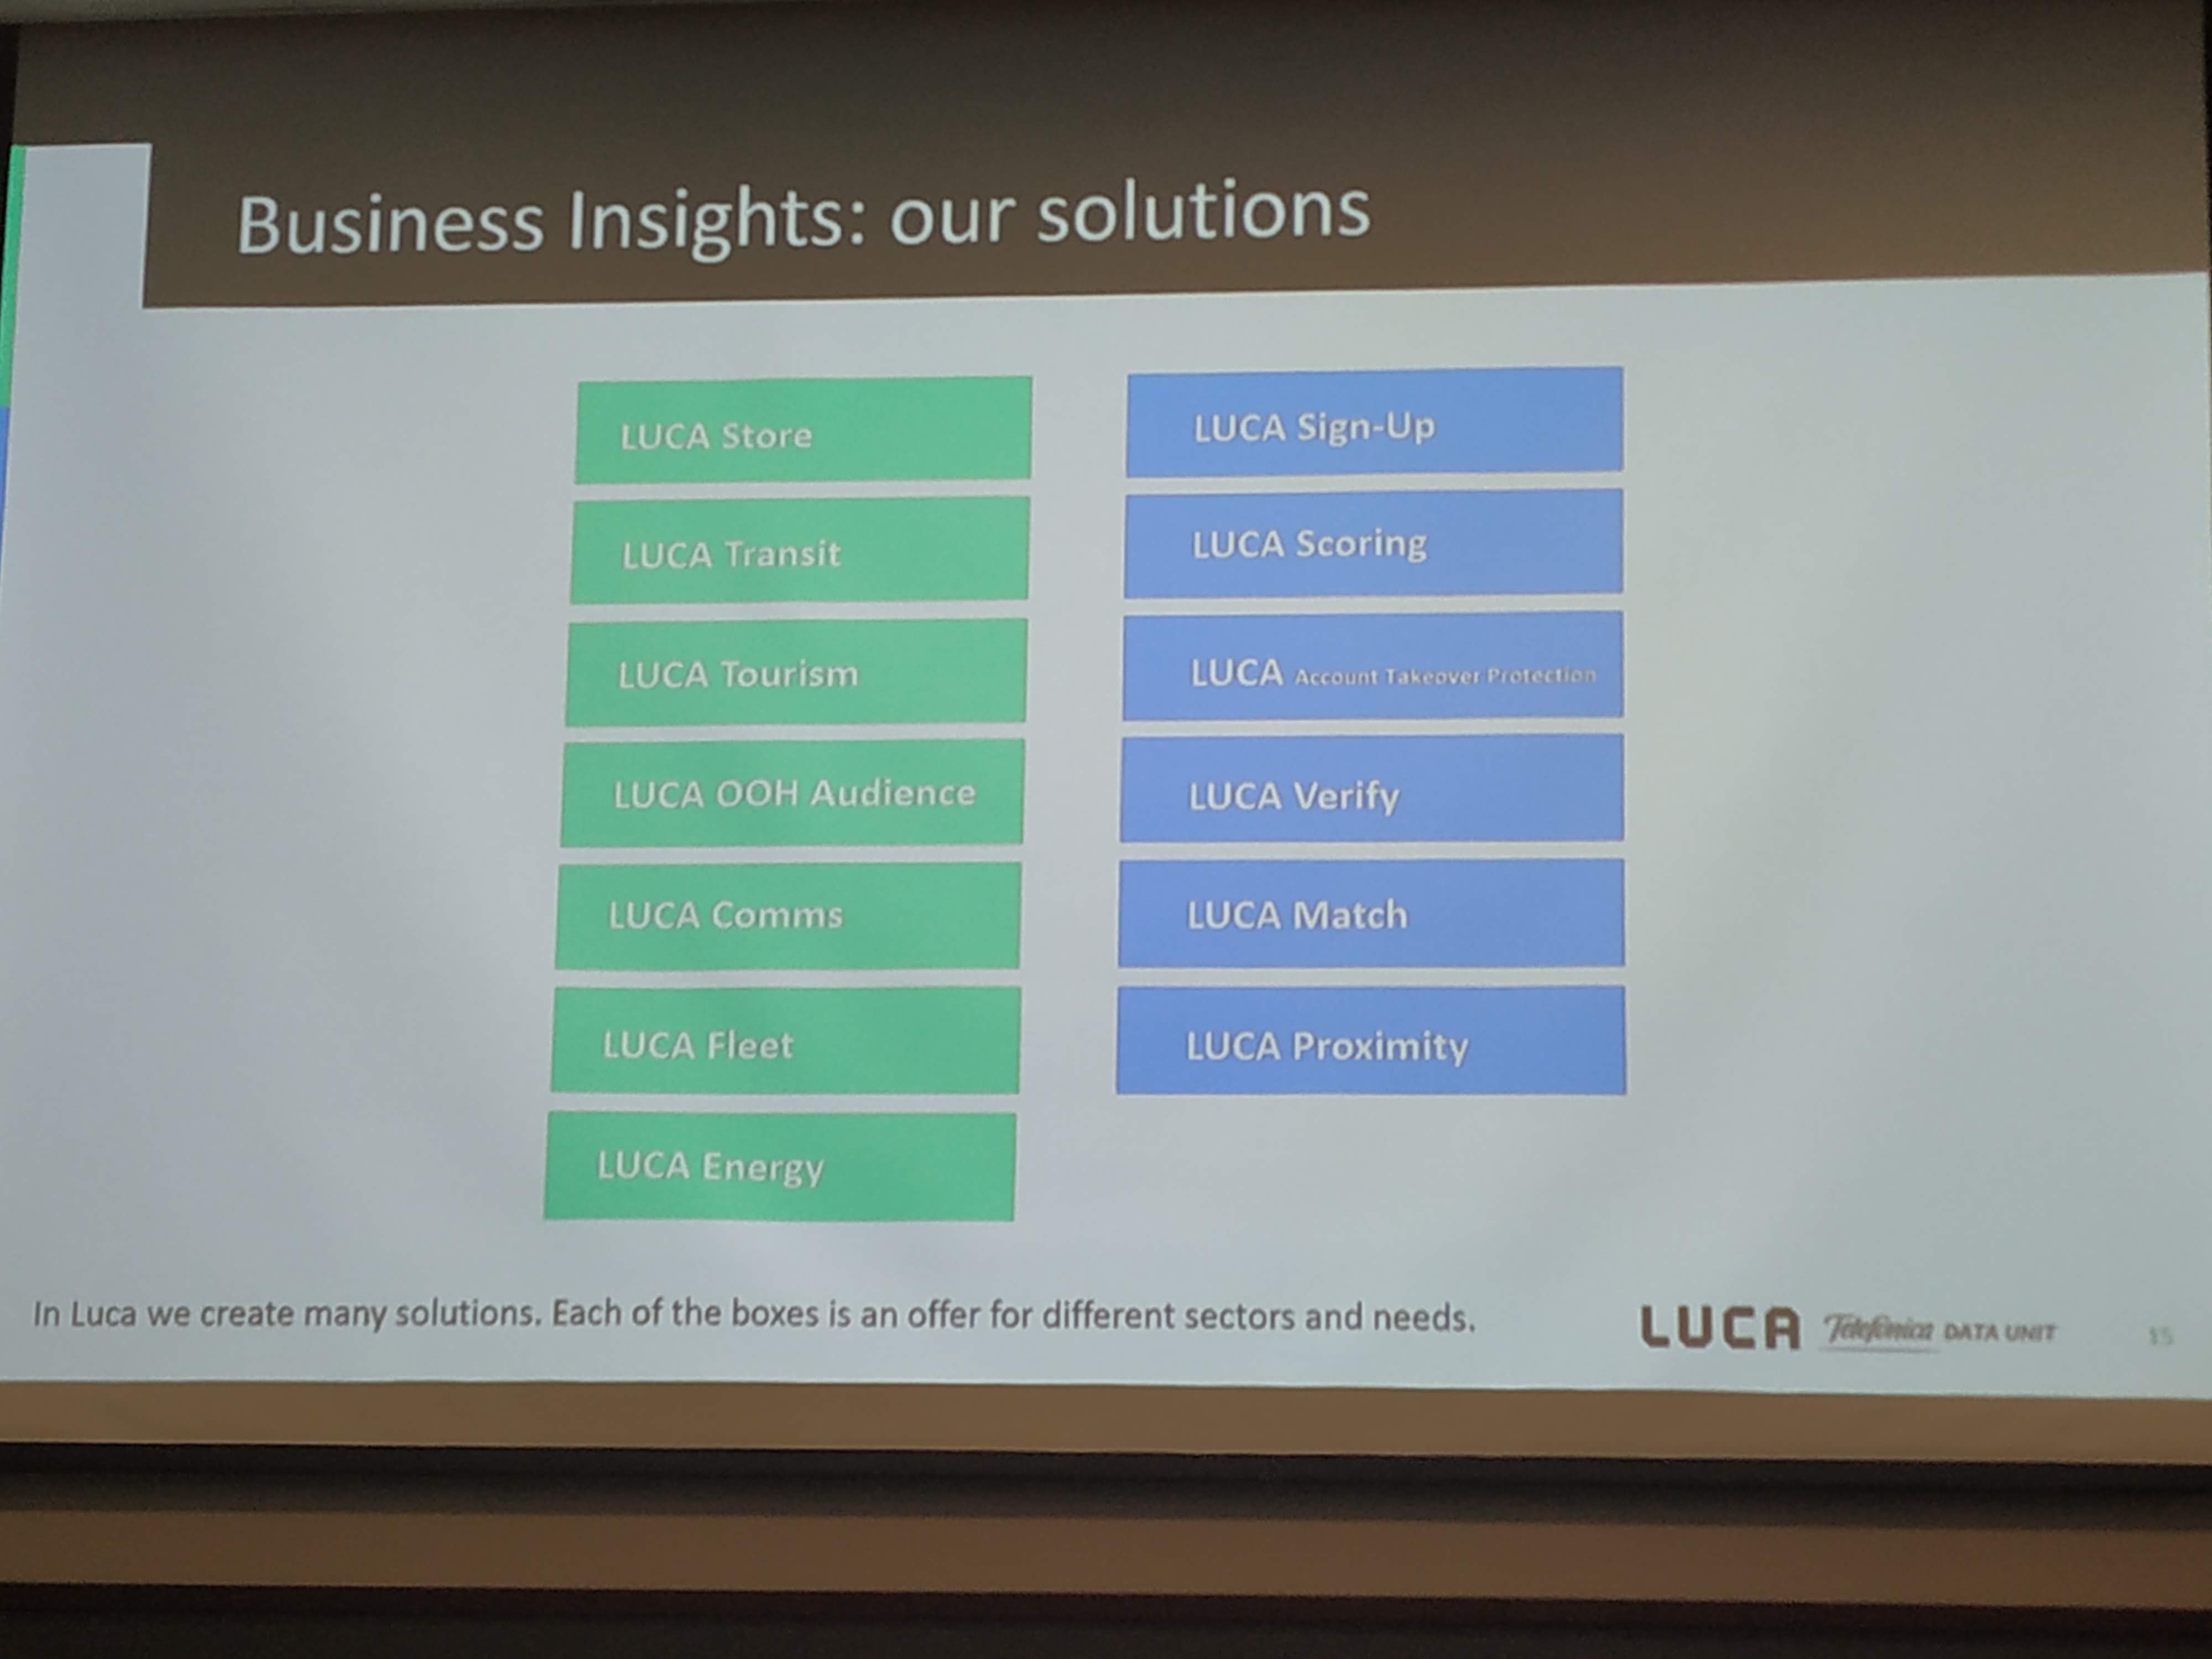 Business Insights: our solutions
LUCA Store
LUCA Transit
LUCA Tourism
LUCA OOH Audience
LUCA Comms
LUCA Fleet
LUCA Energy
LUCA Sign-Up
LUCA Scoring
LUCA Account Takeover Protection
LUCA Verify
LUCA Match
LUCA Proximity
In Luca we create many solutions. Each of the boxes is an offer for different sectors and needs.
LUCA Telefónica DATA UNIT
15